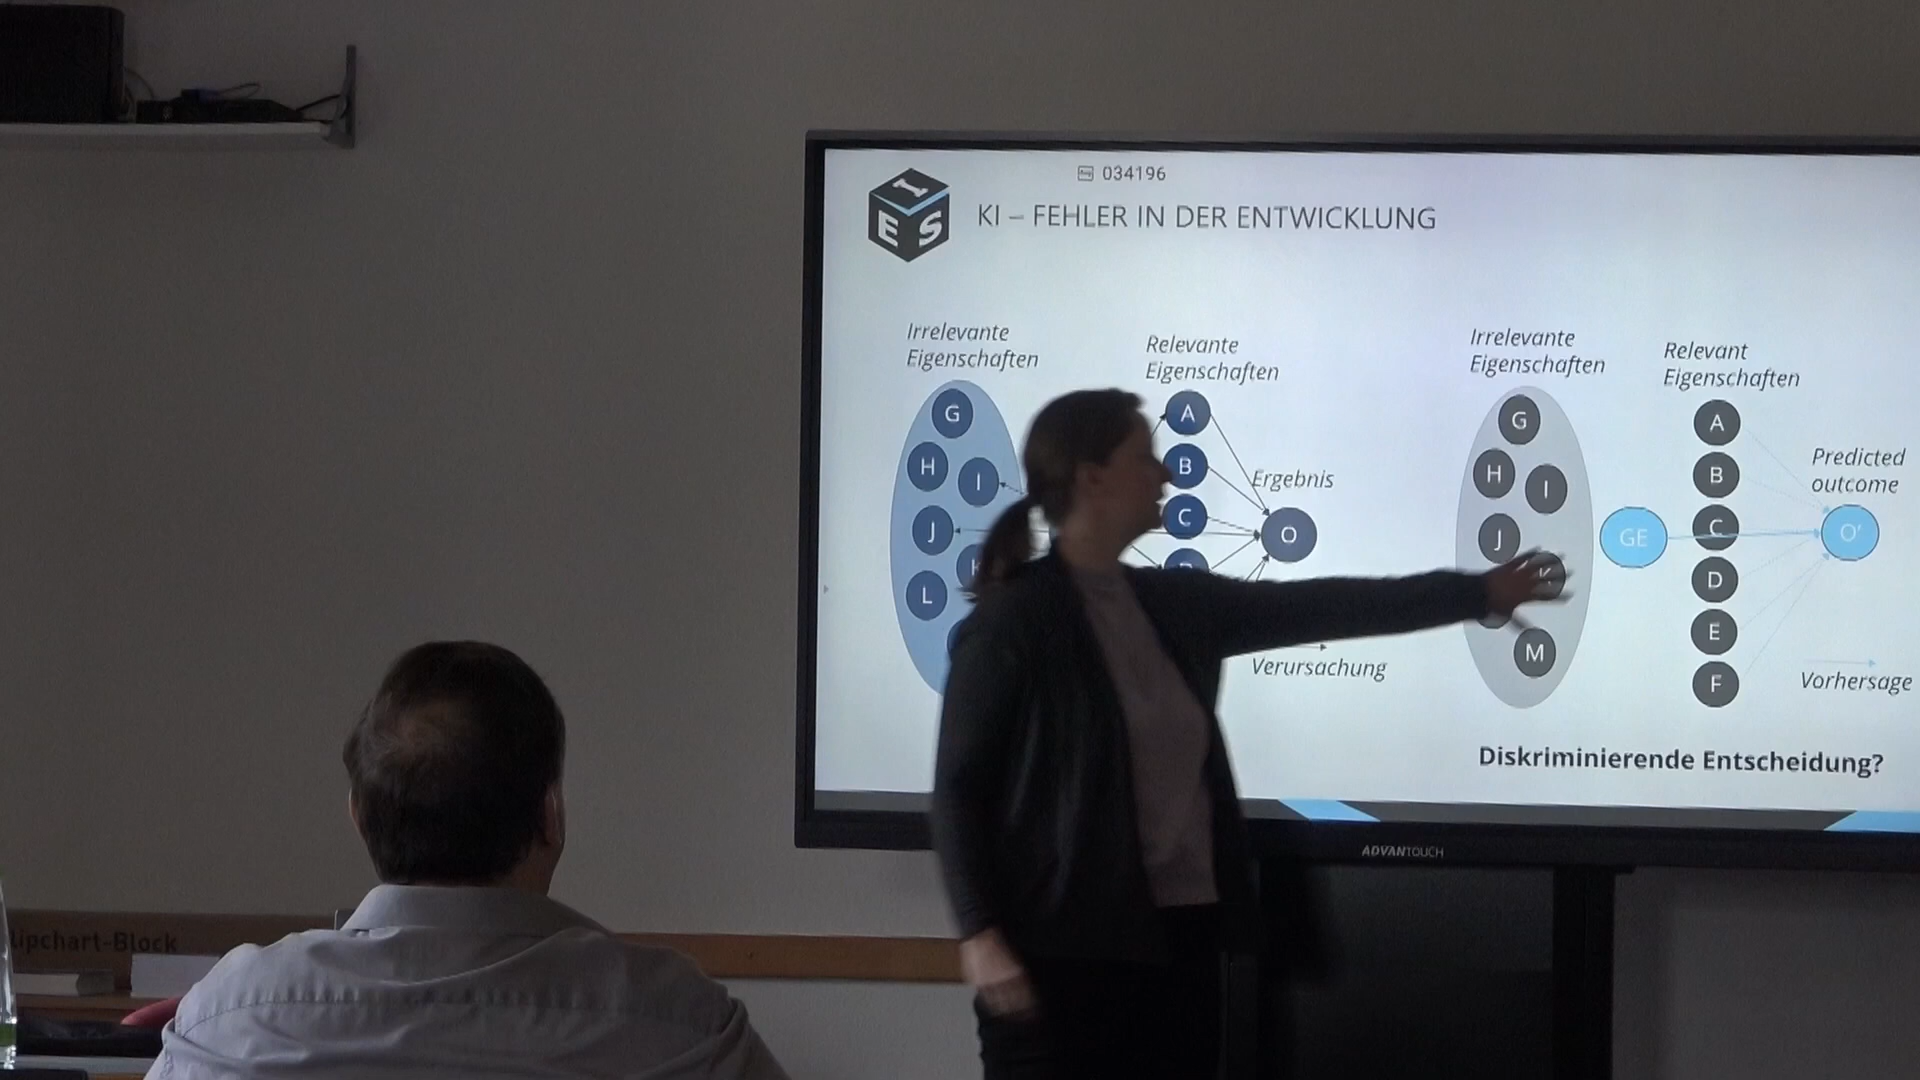 034196
I
E S
KI – FEHLER IN DER ENTWICKLUNG
Irrelevante
Eigenschaften
Relevante
Eigenschaften
G
H
I
J
L
A
B
C
Ergebnis
O
Verursachung
Irrelevante
Eigenschaften
Relevant
Eigenschaften
G
H
I
J
K
M
GE
A
B
C
D
E
F
Predicted
outcome
O'
Vorhersage
Diskriminierende Entscheidung?
ADVANTOUCH
lipchart-Block